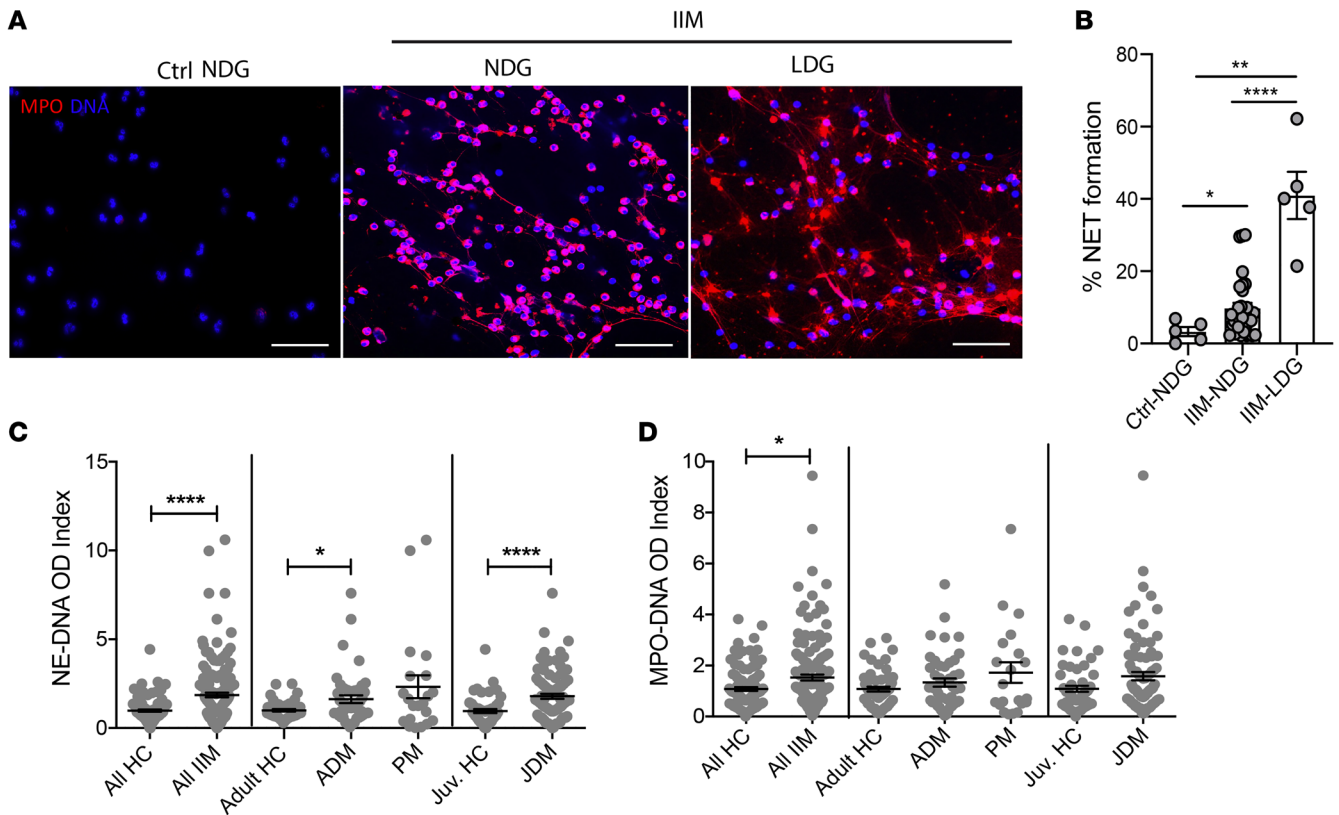 A
IIM
Ctrl NDG
NDG
LDG
MPO DNA
B
80
60
40
20
0
% NET formation
**
****
*
Ctrl-NDG
IIM-NDG
IIM-LDG
C
15
10
5
0
NE-DNA OD Index
****
*
****
All HC
All IIM
Adult HC
ADM
PM
Juv. HC
JDM
D
10
8
6
4
2
0
MPO-DNA OD Index
*
All HC
All IIM
Adult HC
ADM
PM
Juv. HC
JDM